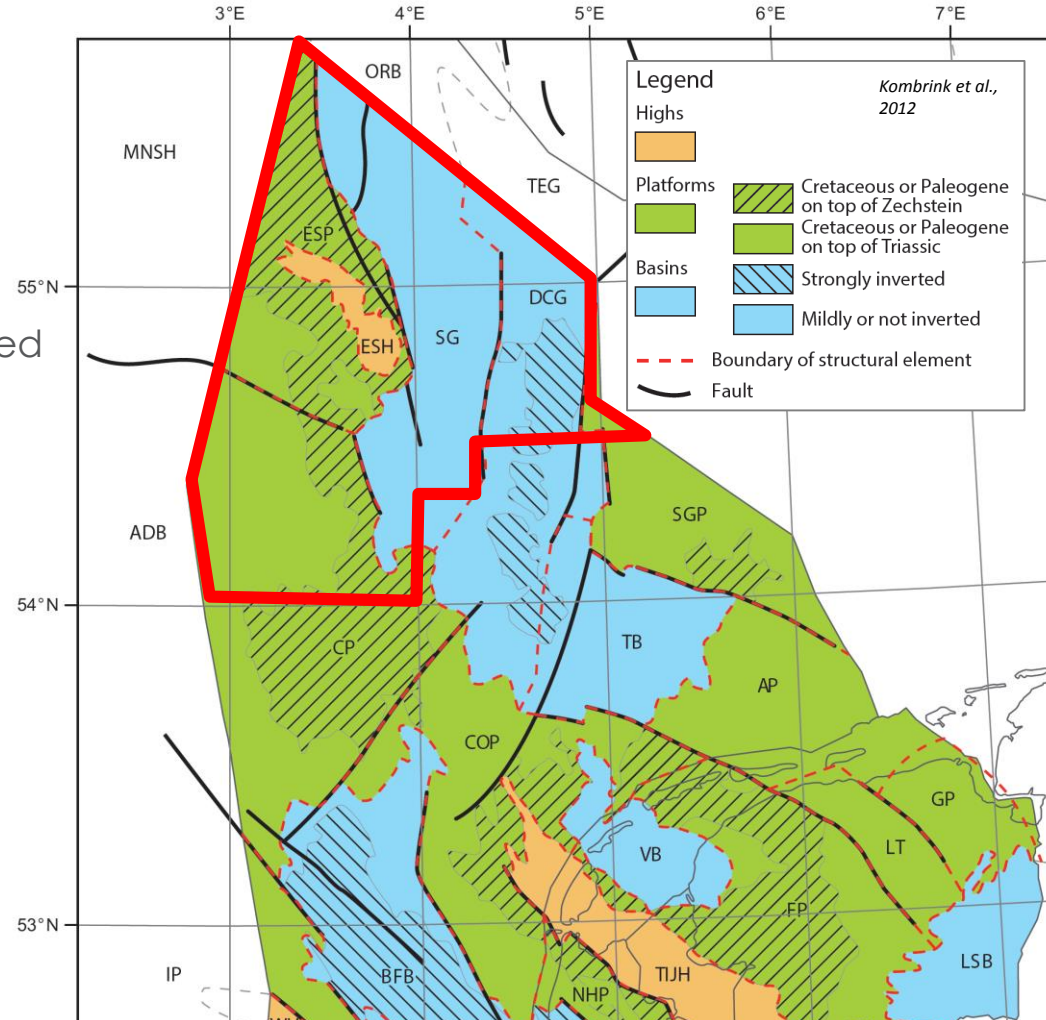 3°E 4°E 5°E 6°E 7°E
ORB
Legend
Kombrink et al.,
2012
Highs
MNSH
TEG
Platforms
Cretaceous or Paleogene
on top of Zechstein
Cretaceous or Paleogene
on top of Triassic
ESP
Basins
Strongly inverted
55°N
DCG
Mildly or not inverted
ed
ESH
SG
Boundary of structural element
Fault
SGP
ADB
54°N
CP
TB
AP
COP
GP
LT
VB
FP
53°N
IP
BFB
TIJH
LSB
NHP